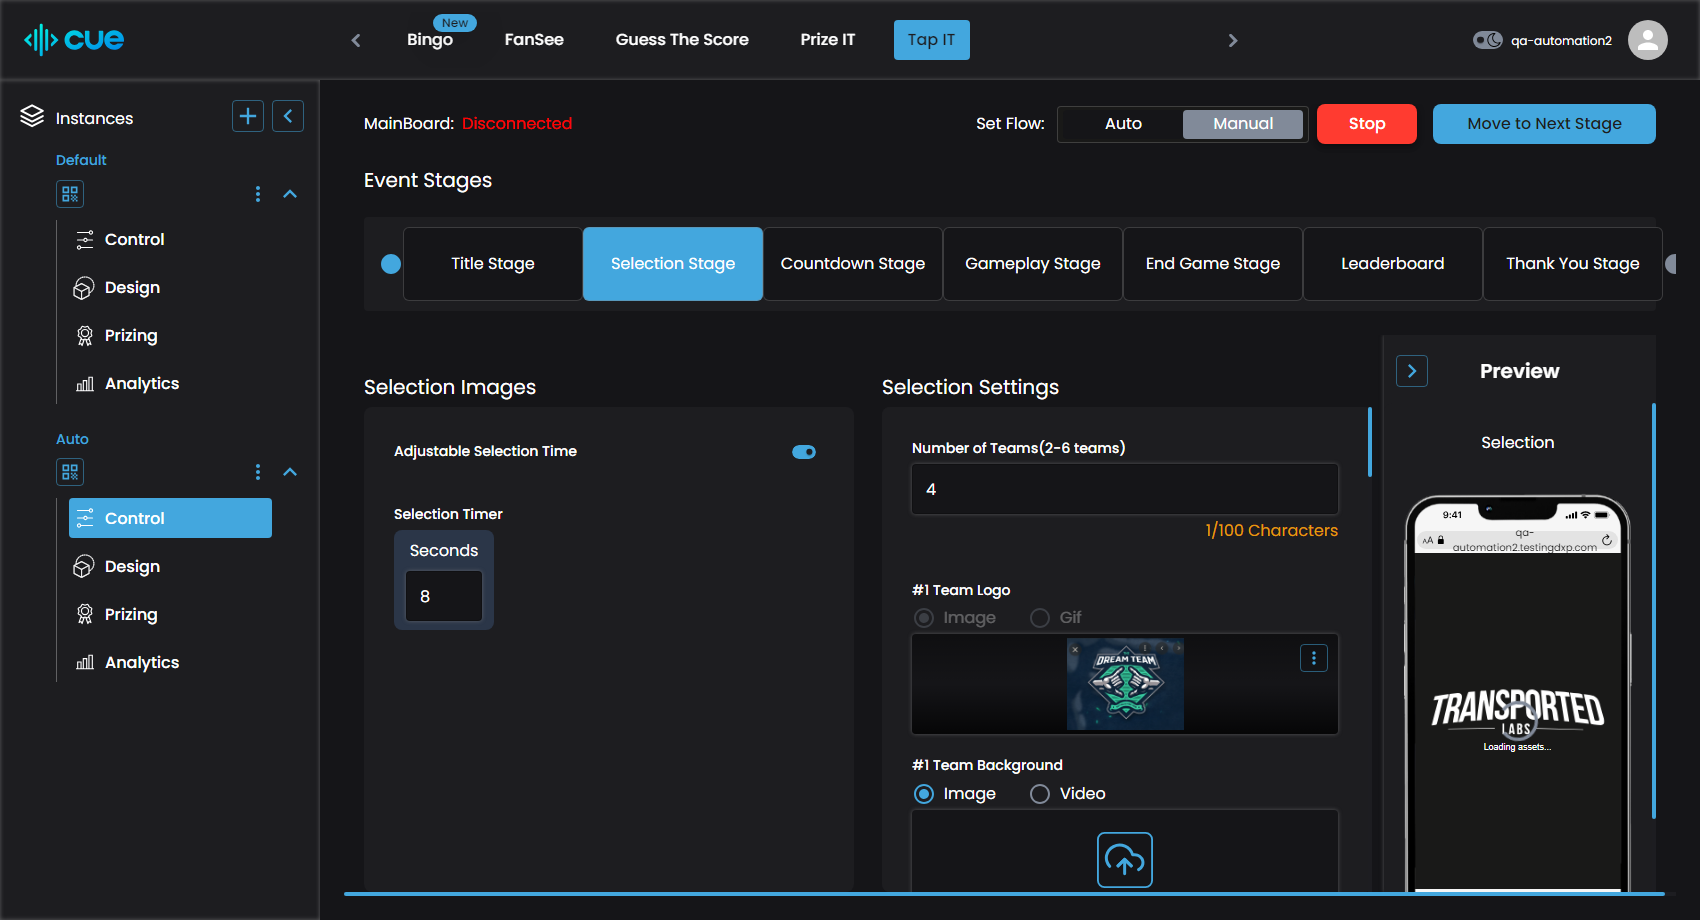 cue
Bingo
New
FanSee
Guess The Score
Prize IT
Tap IT
qa-automation2
Instances
Default
Control
Design
Prizing
Analytics
Auto
Control
Design
Prizing
Analytics
MainBoard: Disconnected
Set Flow:
Auto
Manual
Stop
Move to Next Stage
Event Stages
Title Stage
Selection Stage
Countdown Stage
Gameplay Stage
End Game Stage
Leaderboard
Thank You Stage
Selection Images
Adjustable Selection Time
Selection Timer
Seconds
8
Selection Settings
Number of Teams(2-6 teams)
4
1/100 Characters
#1 Team Logo
Image
Gif
DREAM TEAM
#1 Team Background
Image
Video
Preview
Selection
9:41
AA
qa-
automation2.testingdxp.com
TRANSPORTED
LABS
Loading assets...